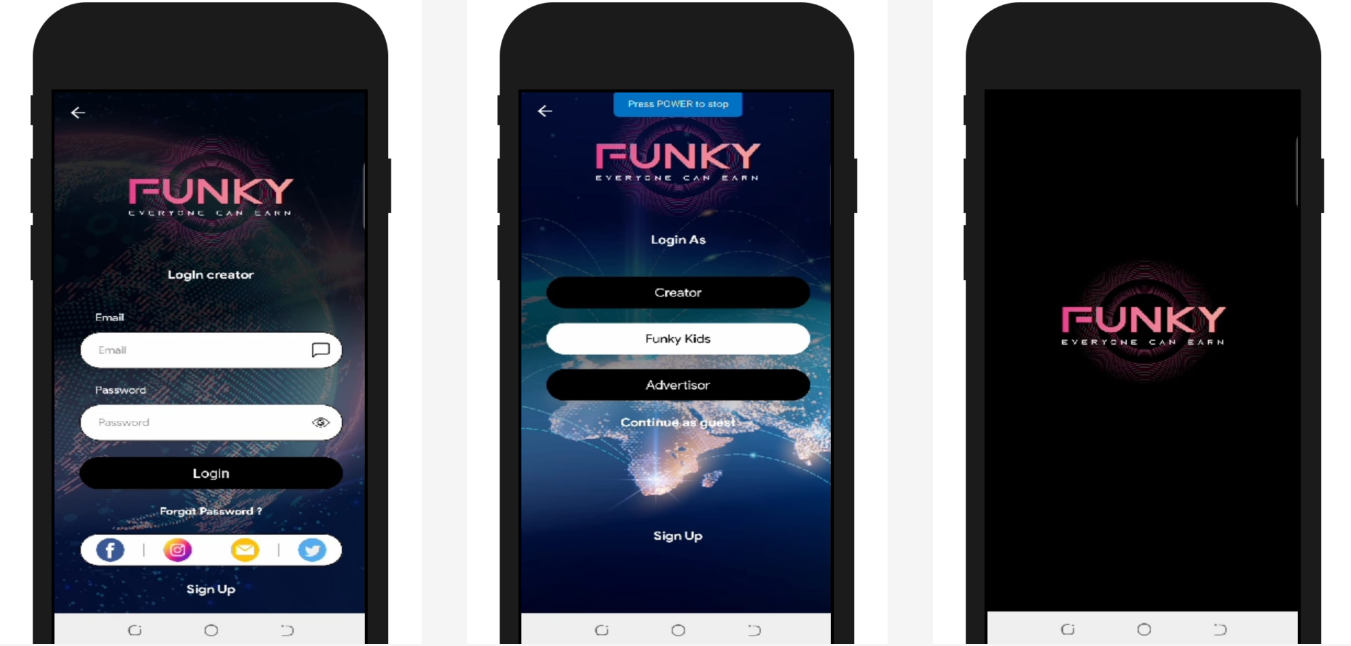 FUNKY
EVERYONE CAN EARN
LogIn creator
Email
Email
Password
Password
Login
Forgot Password ?
Sign Up
Press POWER to stop
FUNKY
EVERYONE CAN EARN
Login As
Creator
Funky Kids
Advertisor
Continue as guest
Sign Up
FUNKY
EVERYONE CAN EARN